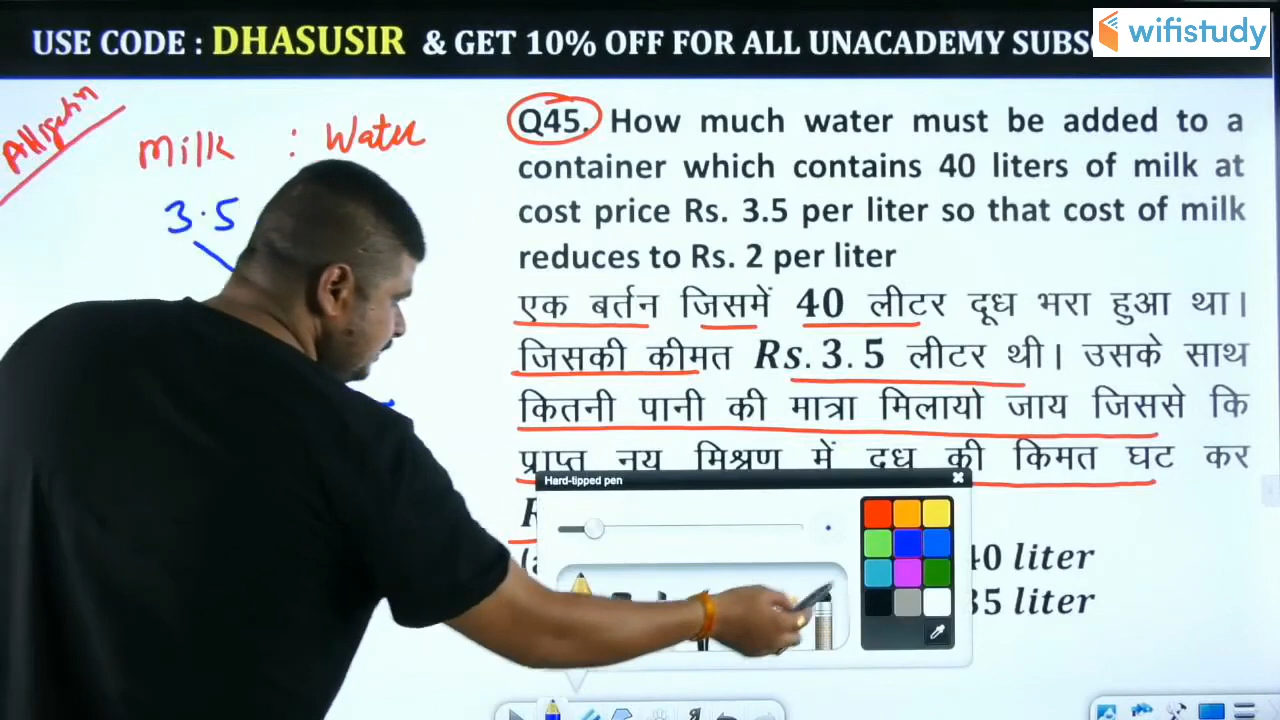 USE CODE : DHASUSIR & GET 10% OFF FOR ALL UNACADEMY SUBSC
wifistudy
Alligation
Milk : Water
3.5
Q45. How much water must be added to a
container which contains 40 liters of milk at
cost price Rs. 3.5 per liter so that cost of milk
reduces to Rs. 2 per liter
एक बर्तन जिसमें 40 लीटर दूध भरा हुआ था।
जिसकी कीमत Rs. 3. 5 लीटर थी। उसके साथ
कितनी पानी की मात्रा मिलायो जाय जिससे कि
प्राप्त नय मिश्रण में दूध की किमत घट कर
Hard-tipped pen
40 liter
35 liter